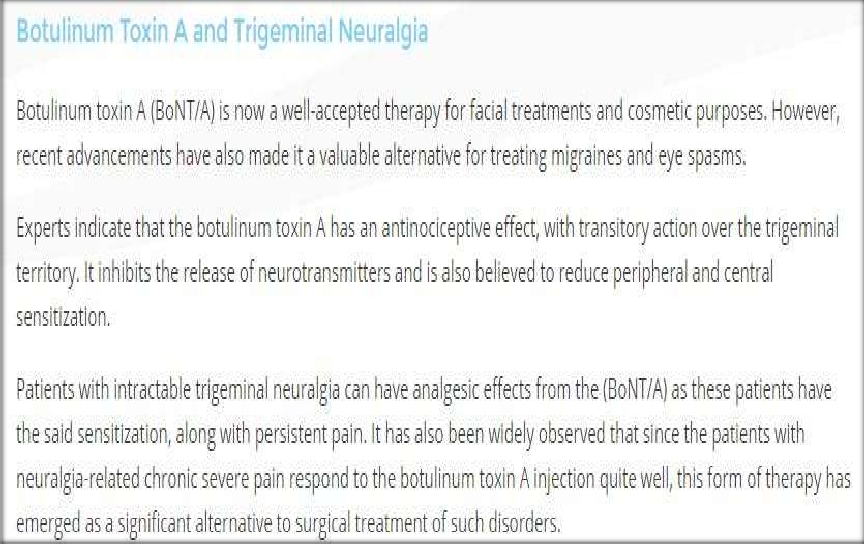 Botulinum Toxin A and Trigeminal Neuralgia
Botulinum toxin A (BoNT/A) is now a well-accepted therapy for facial treatments and cosmetic purposes. However,
recent advancements have also made it a valuable alternative for treating migraines and eye spasms.
Experts indicate that the botulinum toxin A has an antinociceptive effect, with transitory action over the trigeminal
territory. It inhibits the release of neurotransmitters and is also believed to reduce peripheral and central
sensitization.
Patients with intractable trigeminal neuralgia can have analgesic effects from the (BoNT/A) as these patients have
the said sensitization, along with persistent pain. It has also been widely observed that since the patients with
neuralgia-related chronic severe pain respond to the botulinum toxin A injection quite well, this form of therapy has
emerged as a significant alternative to surgical treatment of such disorders.